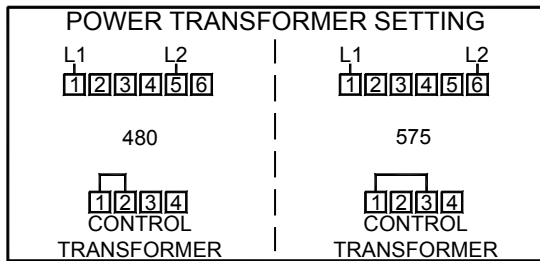 POWER TRANSFORMER SETTING
L1 L2
1 2 3 4 5 6
480
1 2 3 4
CONTROL
TRANSFORMER
L1 L2
1 2 3 4 5 6
575
1 2 3 4
CONTROL
TRANSFORMER